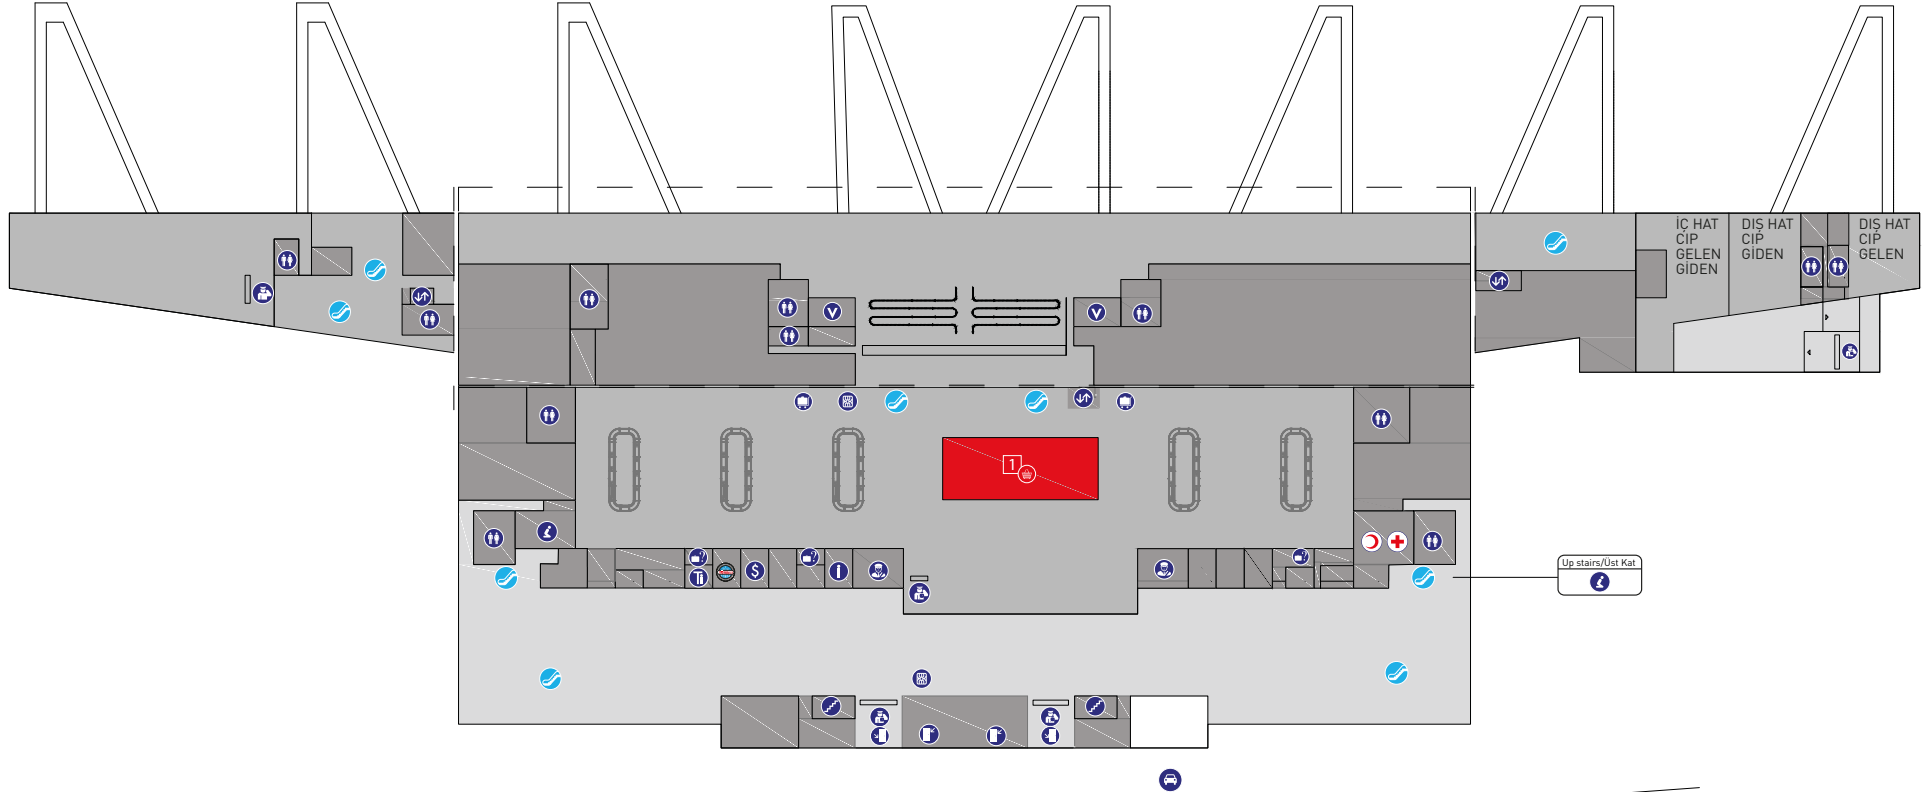 İÇ HAT
CIP
GELEN
GİDEN
DIŞ HAT
CIP
GİDEN
DIŞ HAT
CIP
GELEN
V
V
1
?
?
?
Ti
$
i
Up stairs/Üst Kat